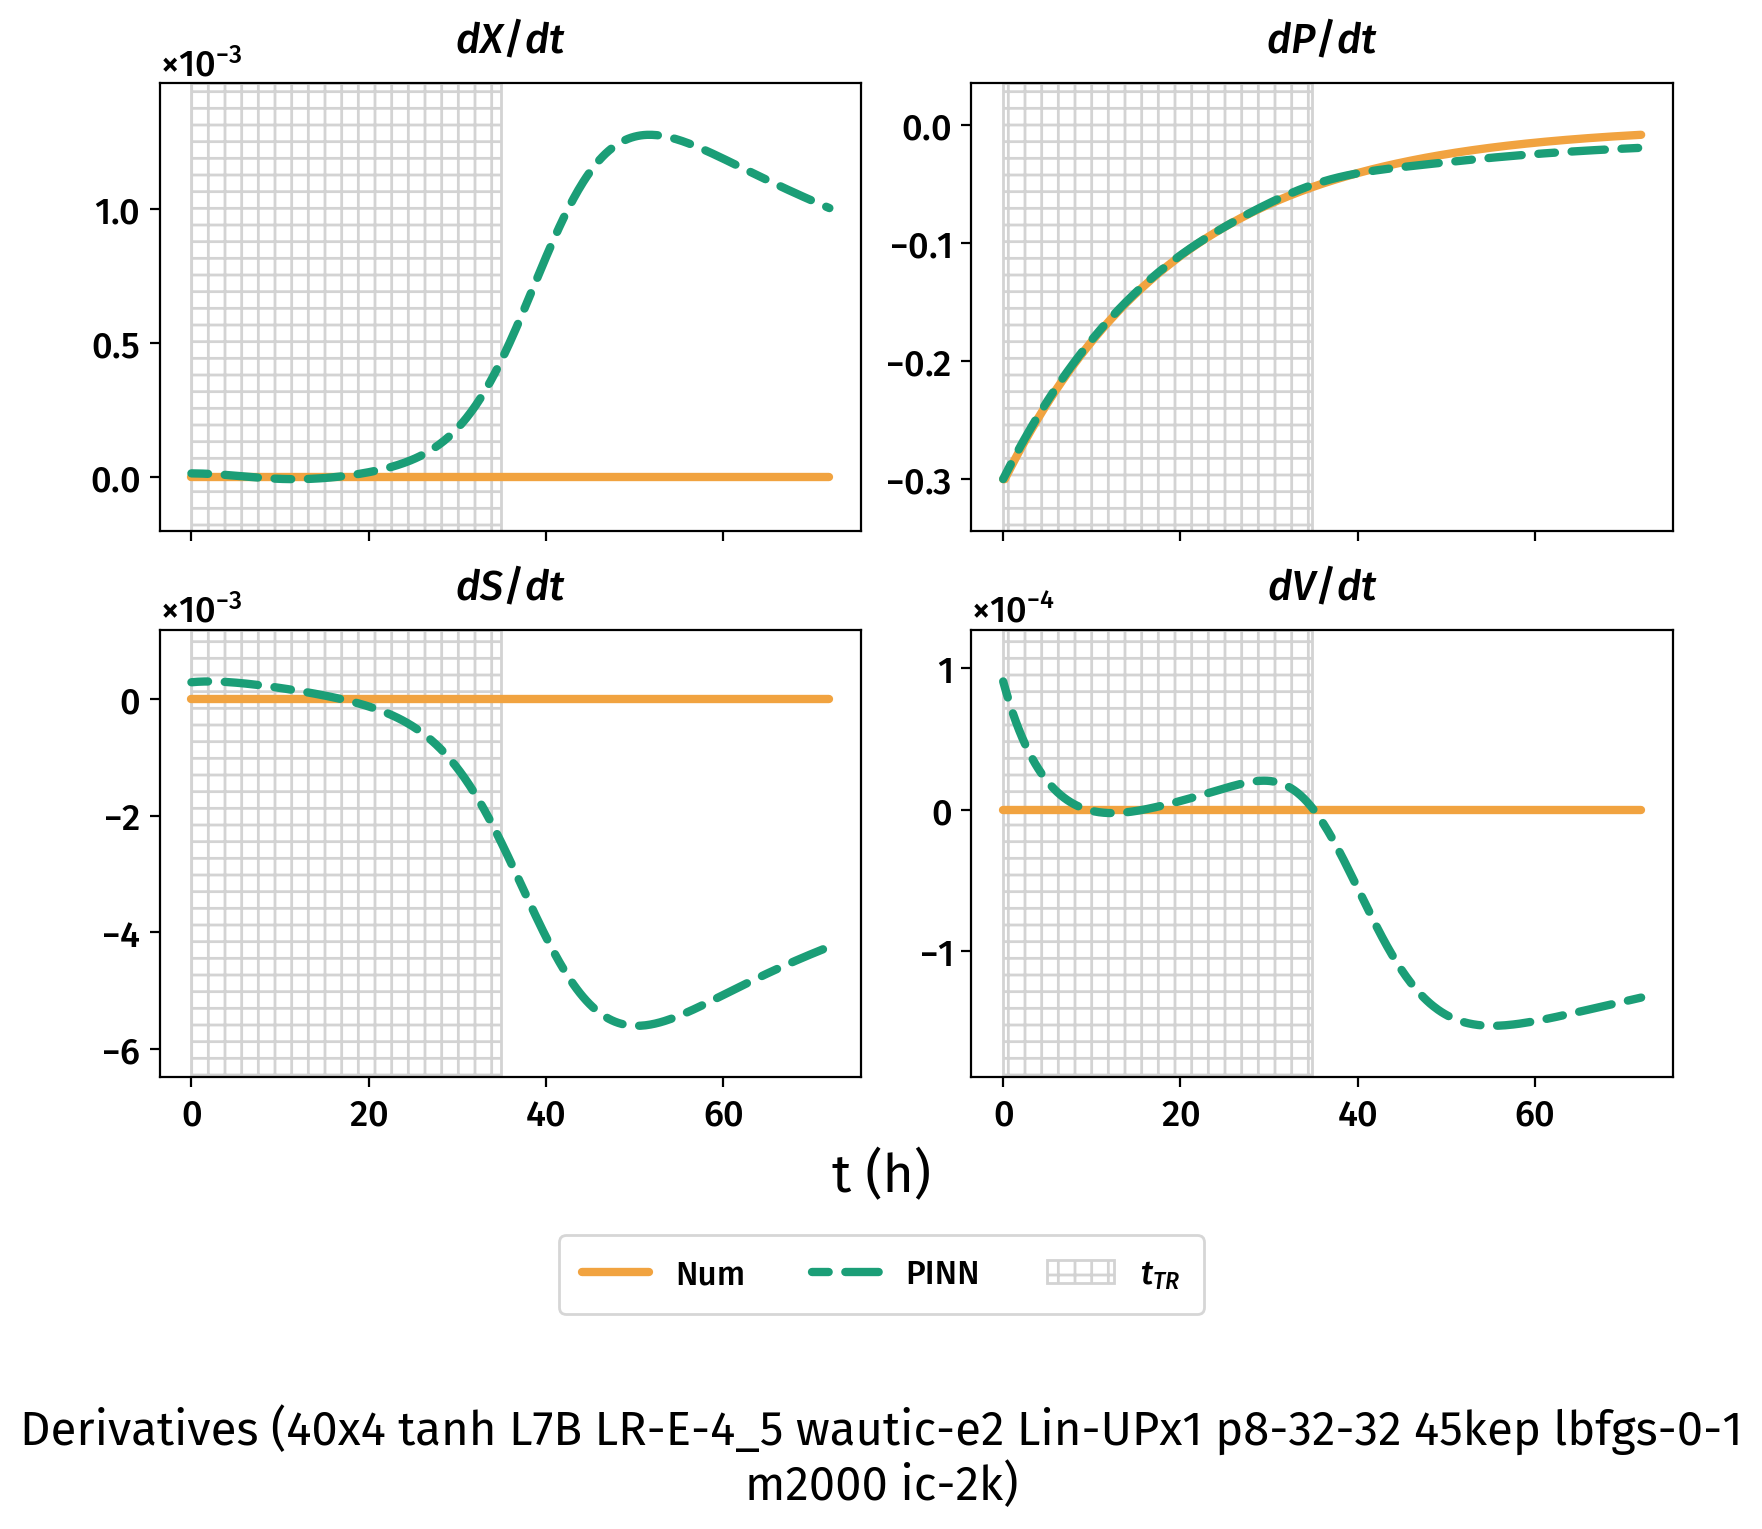 dX/dt
dP/dt
×10⁻³
1.0
0.5
0.0
0.0
−0.1
−0.2
−0.3
dS/dt
dV/dt
×10⁻³
×10⁻⁴
0
−2
−4
−6
1
0
−1
0 20 40 60
0 20 40 60
t (h)
Num PINN t_TR
Derivatives (40x4 tanh L7B LR-E-4_5 wautic-e2 Lin-UPx1 p8-32-32 45kep lbfgs-0-1
m2000 ic-2k)